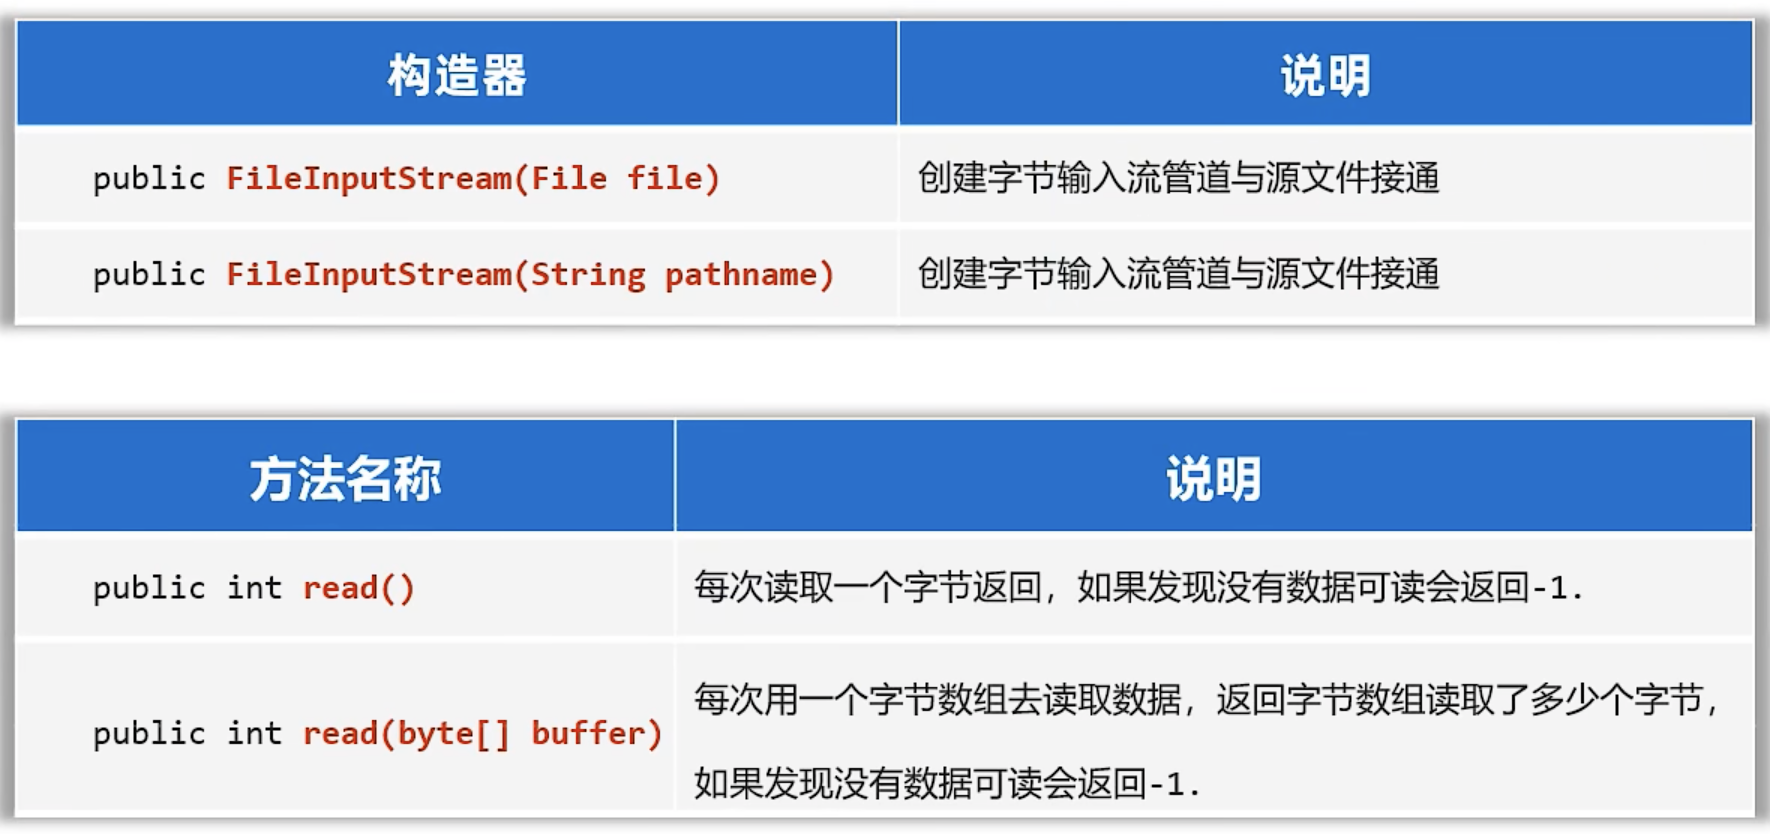 构造器 说明
public FileInputStream(File file) 创建字节输入流管道与源文件接通
public FileInputStream(String pathname) 创建字节输入流管道与源文件接通
方法名称 说明
public int read() 每次读取一个字节返回，如果发现没有数据可读会返回-1.
public int read(byte[] buffer) 每次用一个字节数组去读取数据，返回字节数组读取了多少个字节，
如果发现没有数据可读会返回-1.